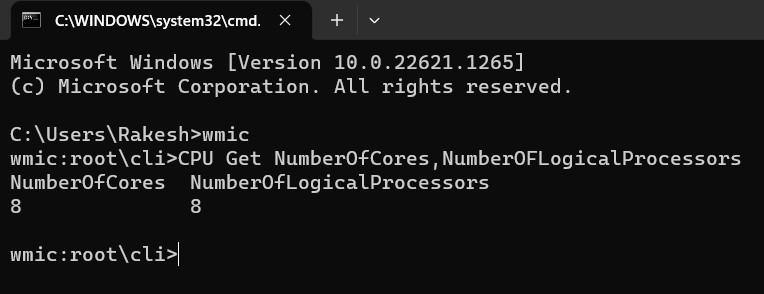 C:\WINDOWS\system32\cmd.
Microsoft Windows [Version 10.0.22621.1265]
(c) Microsoft Corporation. All rights reserved.
C:\Users\Rakesh>wmic
wmic:root\cli>CPU Get NumberOfCores,NumberOFLogicalProcessors
NumberOfCores  NumberOfLogicalProcessors
8              8
wmic:root\cli>